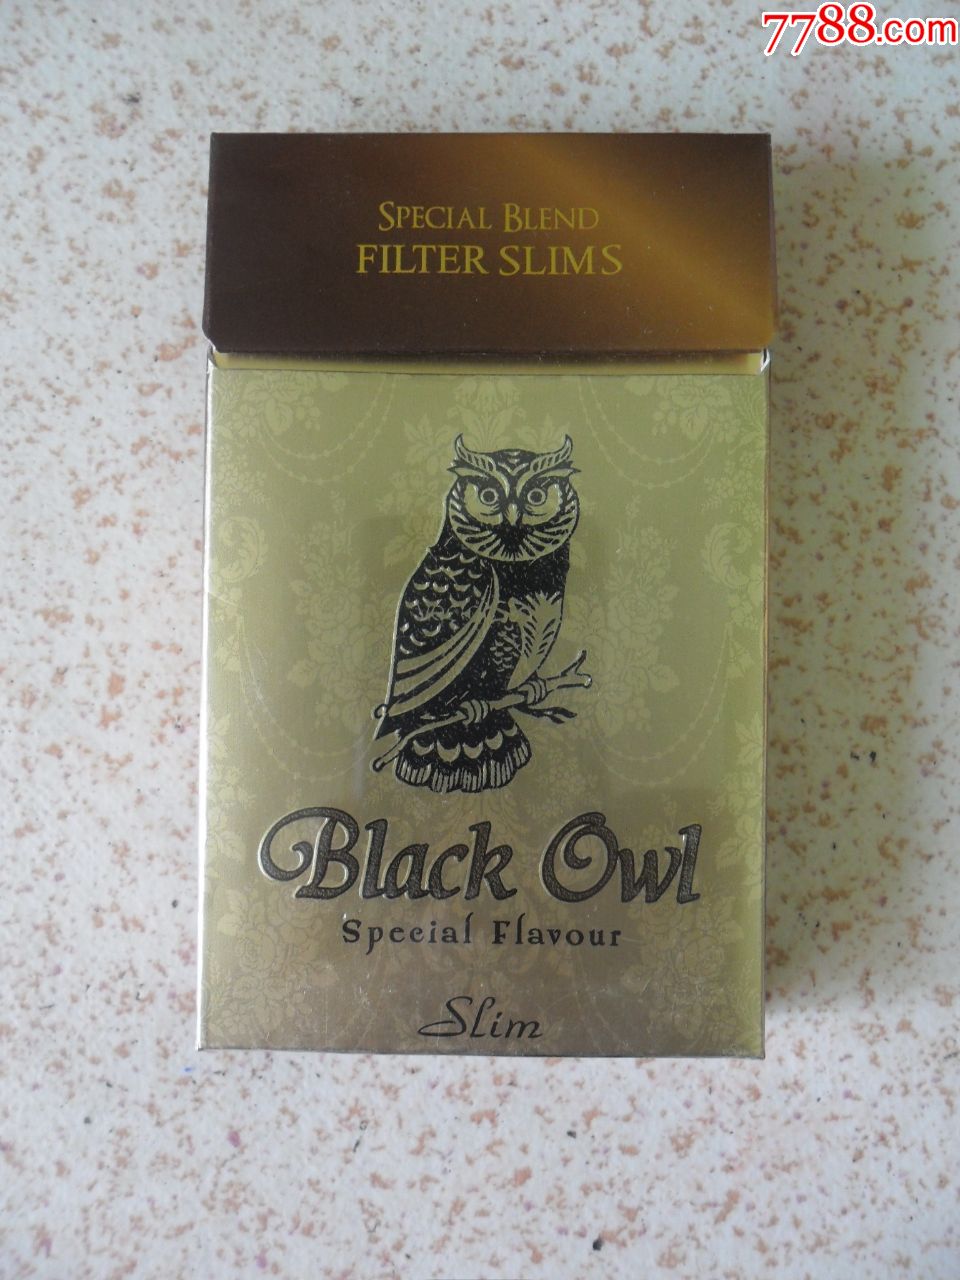 7788.com
SPECIAL BLEND
FILTER SLIMS
Black Owl
Special Flavour
Slim